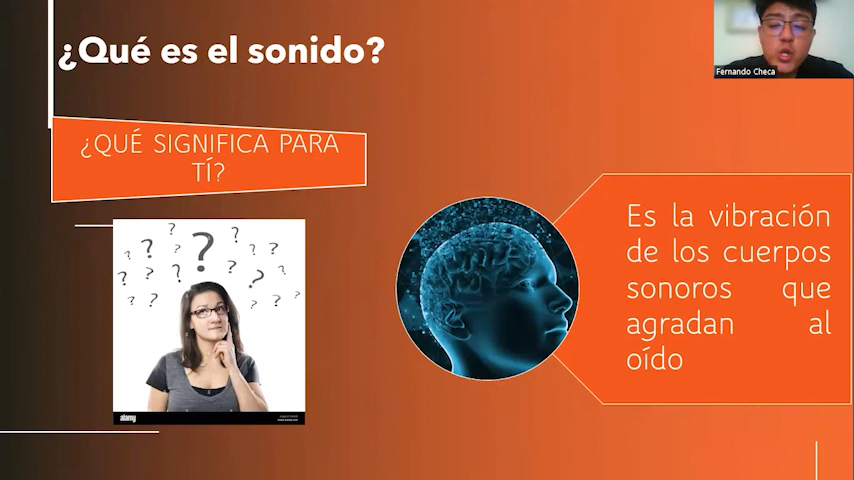 ¿Qué es el sonido?
Fernando Checa
¿QUÉ SIGNIFICA PARA
TÍ?
Es la vibración
de los cuerpos
sonoros que
agradan al
oído
? ? ? ? ? ? ? ? ? ? ? ? ? ? ? ?
alamy